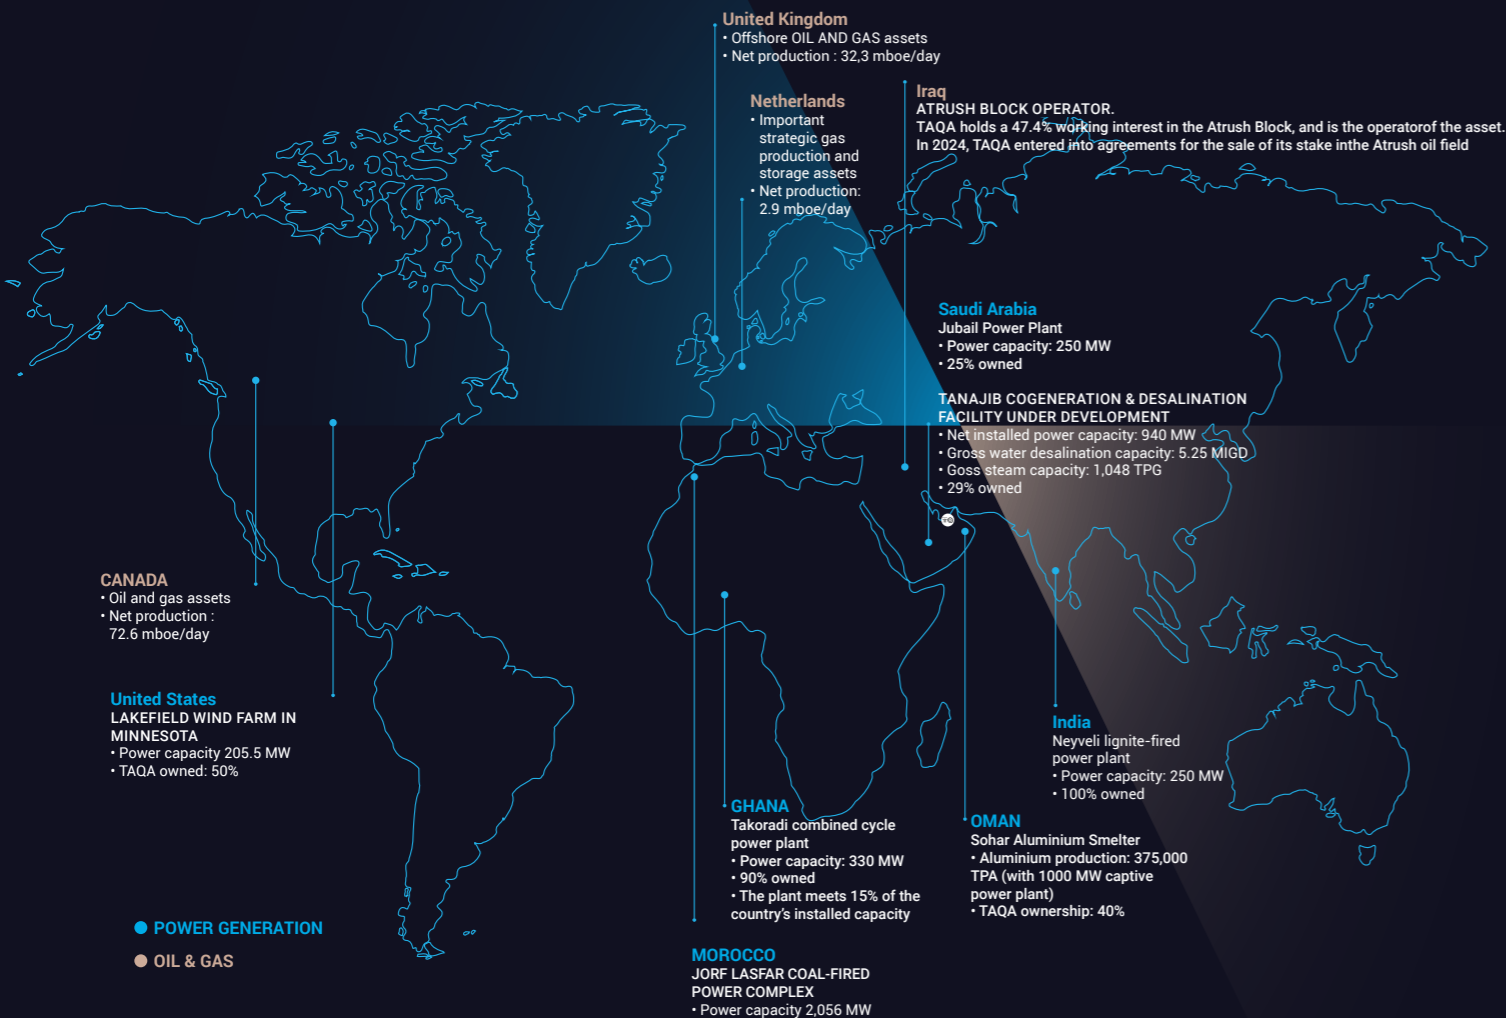 United Kingdom
• Offshore OIL AND GAS assets
• Net production : 32,3 mboe/day
Netherlands
• Important
strategic gas
production and
storage assets
• Net production:
2.9 mboe/day
Iraq
ATRUSH BLOCK OPERATOR.
TAQA holds a 47.4% working interest in the Atrush Block, and is the operatorof the asset.
In 2024, TAQA entered into agreements for the sale of its stake inthe Atrush oil field
Saudi Arabia
Jubail Power Plant
• Power capacity: 250 MW
• 25% owned
TANAJIB COGENERATION & DESALINATION
FACILITY UNDER DEVELOPMENT
• Net installed power capacity: 940 MW
• Gross water desalination capacity: 5.25 MIGD
• Goss steam capacity: 1,048 TPG
• 29% owned
CANADA
• Oil and gas assets
• Net production :
72.6 mboe/day
United States
LAKEFIELD WIND FARM IN
MINNESOTA
• Power capacity 205.5 MW
• TAQA owned: 50%
India
Neyveli lignite-fired
power plant
• Power capacity: 250 MW
• 100% owned
GHANA
Takoradi combined cycle
power plant
• Power capacity: 330 MW
• 90% owned
• The plant meets 15% of the
country's installed capacity
OMAN
Sohar Aluminium Smelter
• Aluminium production: 375,000
TPA (with 1000 MW captive
power plant)
• TAQA ownership: 40%
MOROCCO
JORF LASFAR COAL-FIRED
POWER COMPLEX
• Power capacity 2,056 MW
POWER GENERATION
OIL & GAS